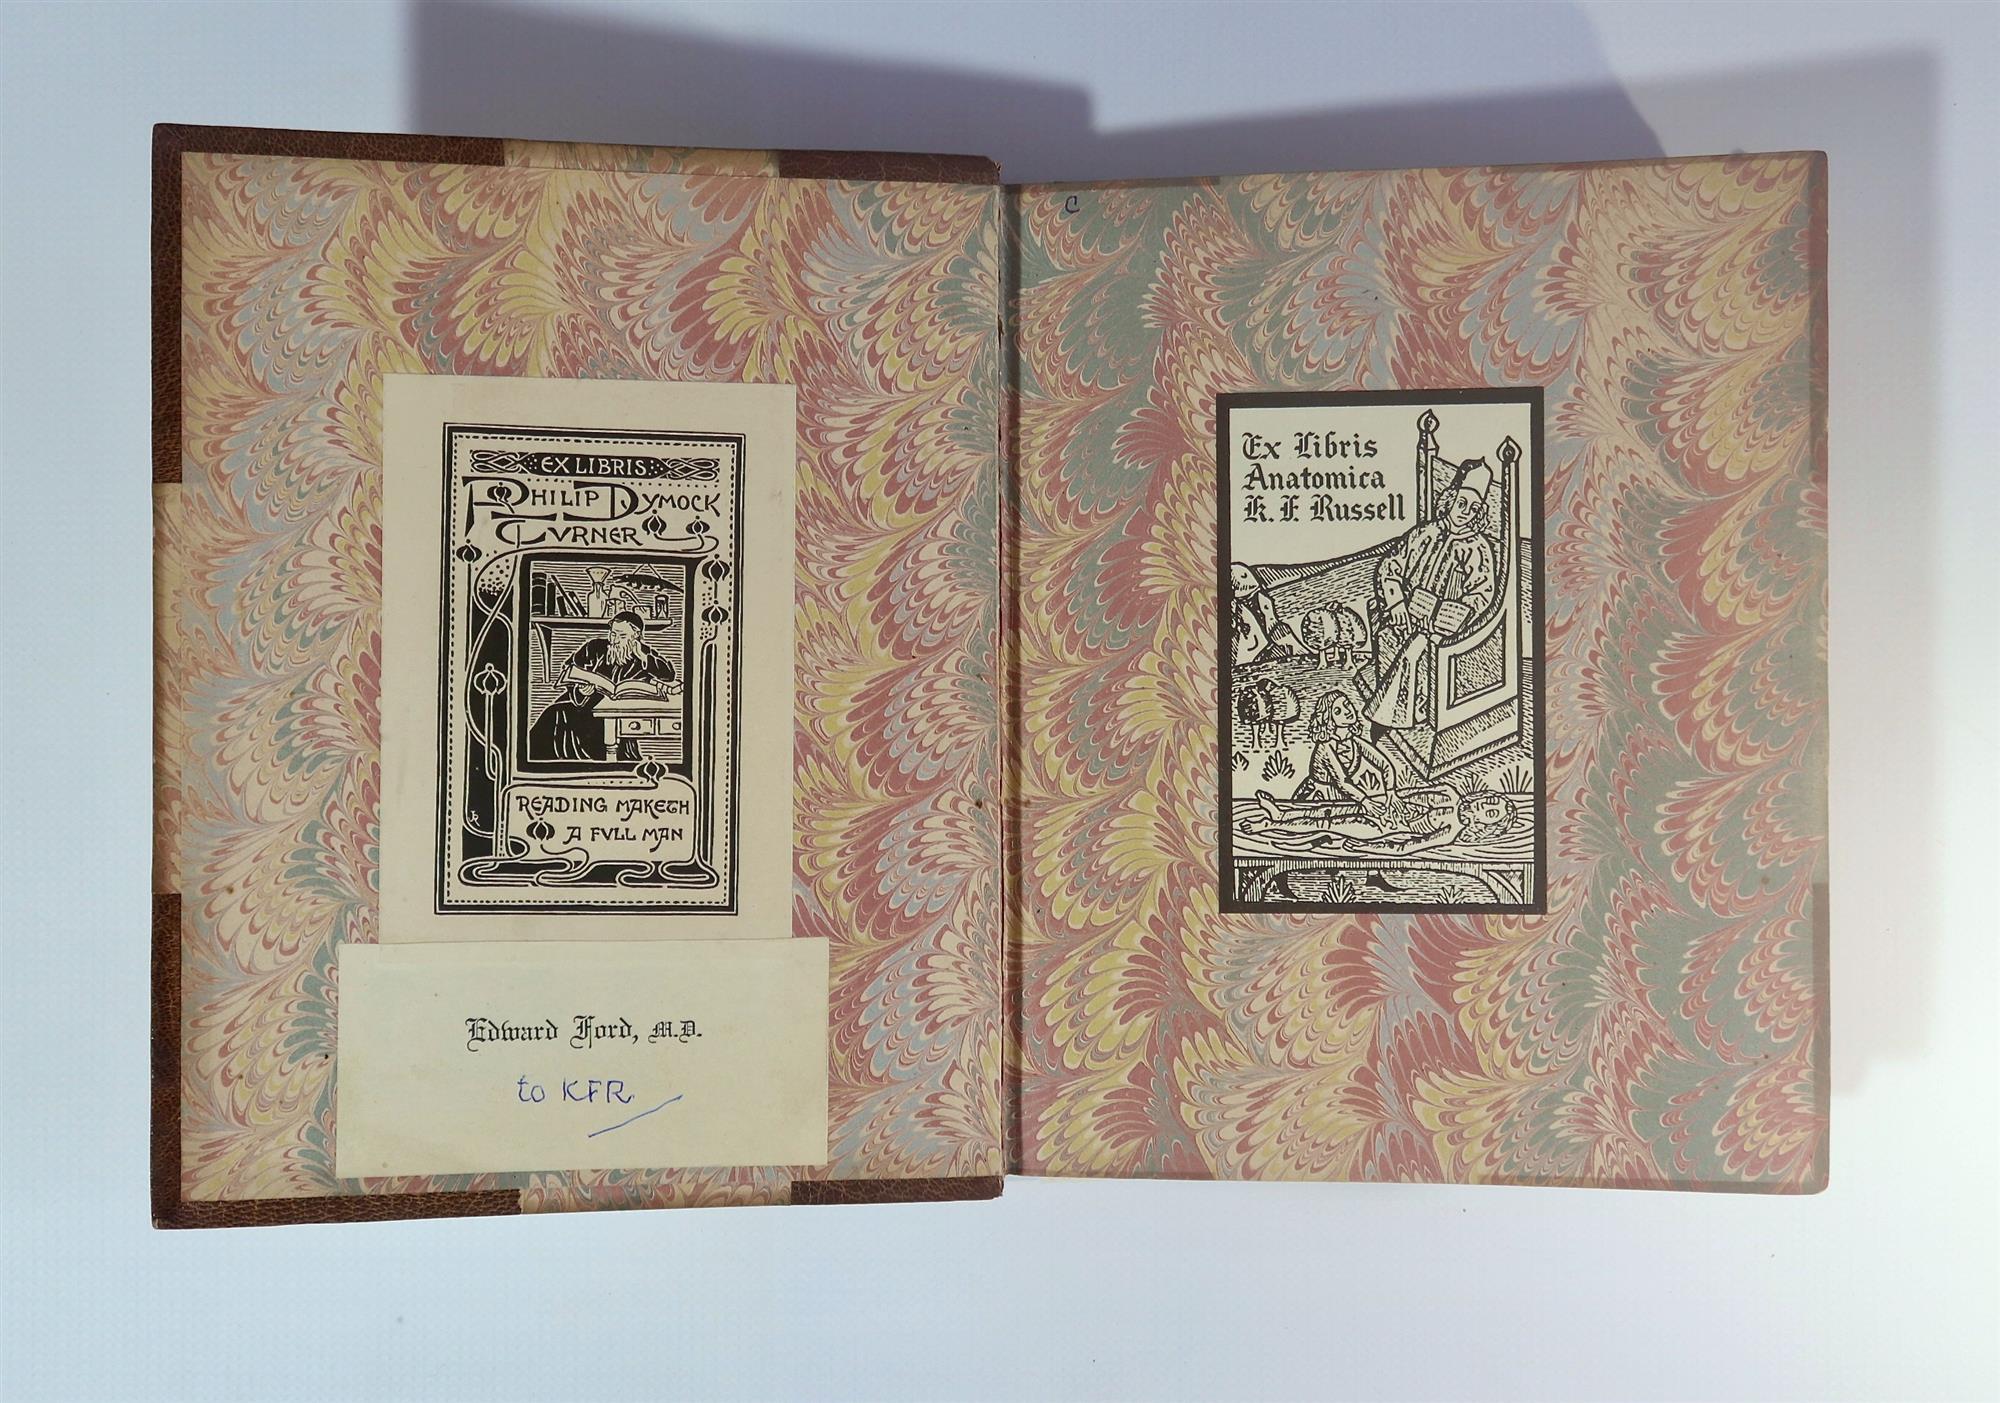 EX LIBRIS
PHILIP DYMOCK
TVRNER
READING MAKETH
A FVLL MAN
Edward Ford, M.D.
to KFR
C
Ex Libris
Anatomica
K. F. Russell